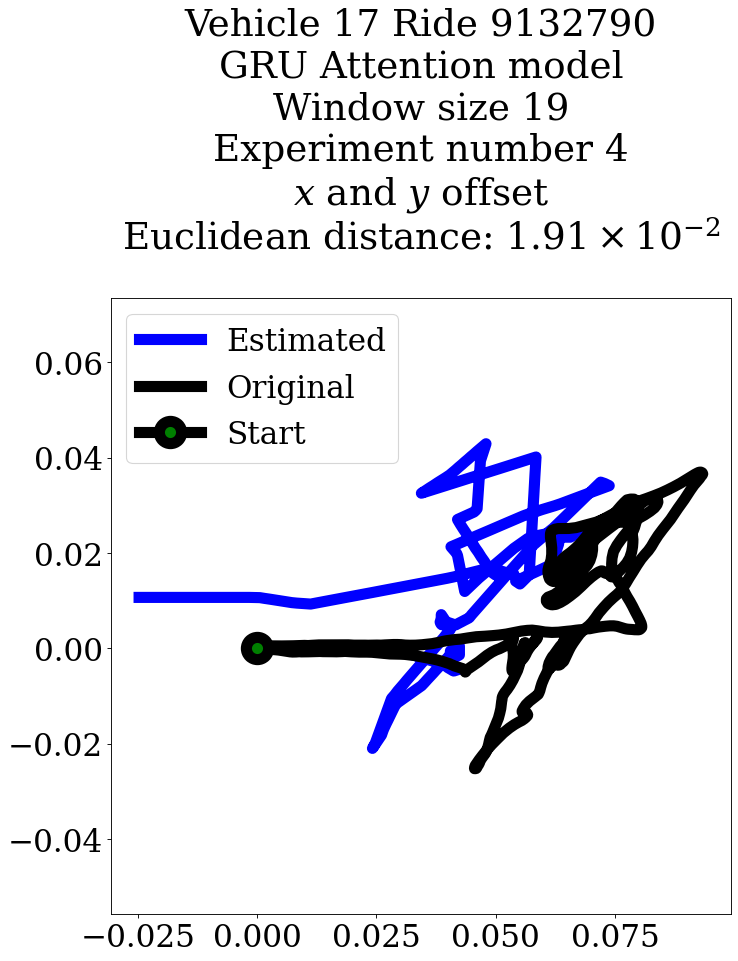 Vehicle 17 Ride 9132790
GRU Attention model
Window size 19
Experiment number 4
x and y offset
Euclidean distance: 1.91 × 10⁻²
Estimated
Original
Start
0.06
0.04
0.02
0.00
−0.02
−0.04
−0.025 0.000 0.025 0.050 0.075